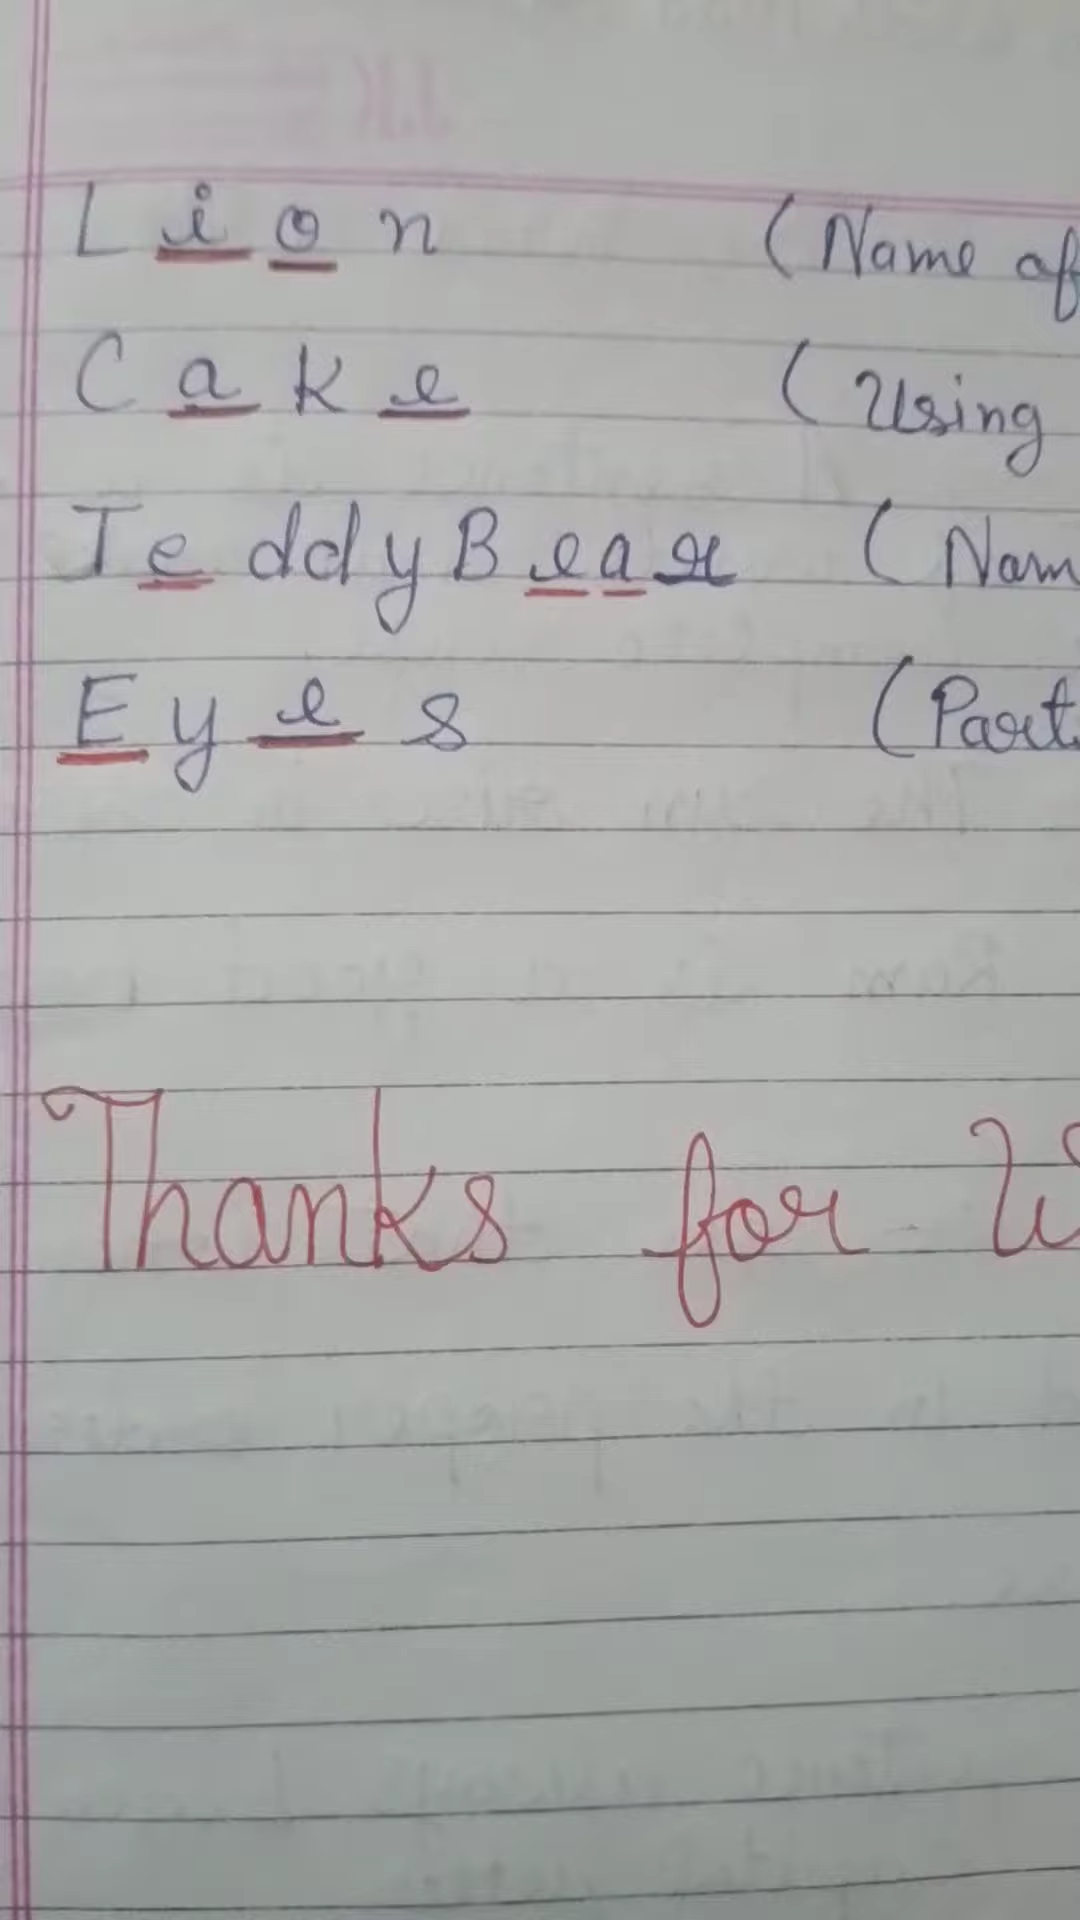 Lion (Name of
Cake (Using
TeddyBear (Nam
Eyes (Part
Thanks for W